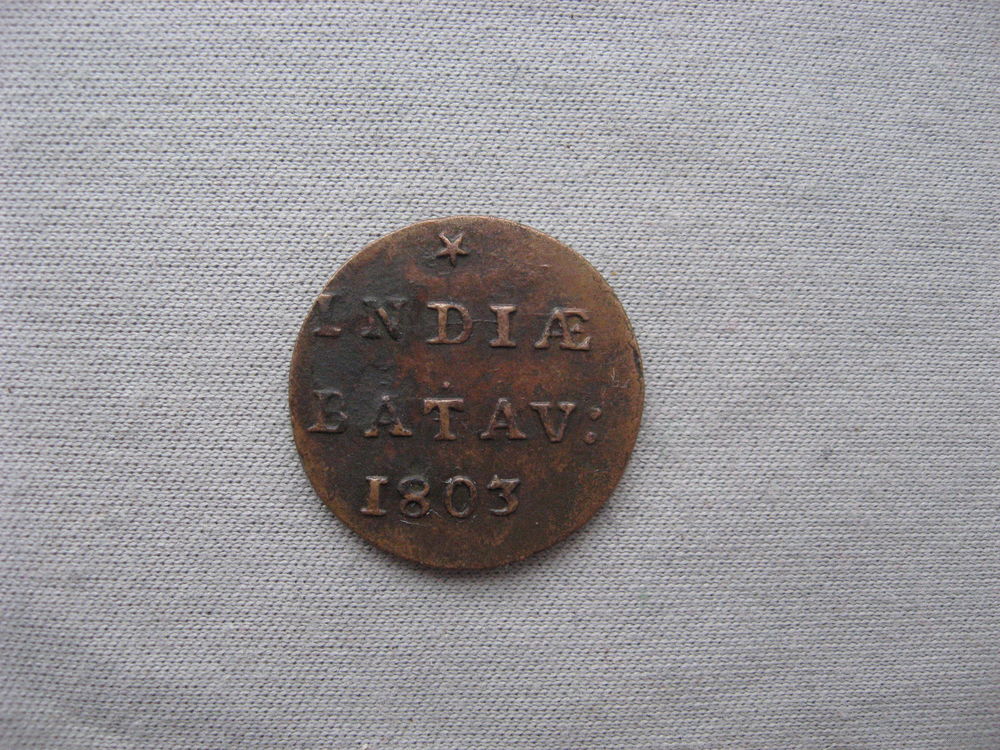 INDIÆ
BATAV:
1803